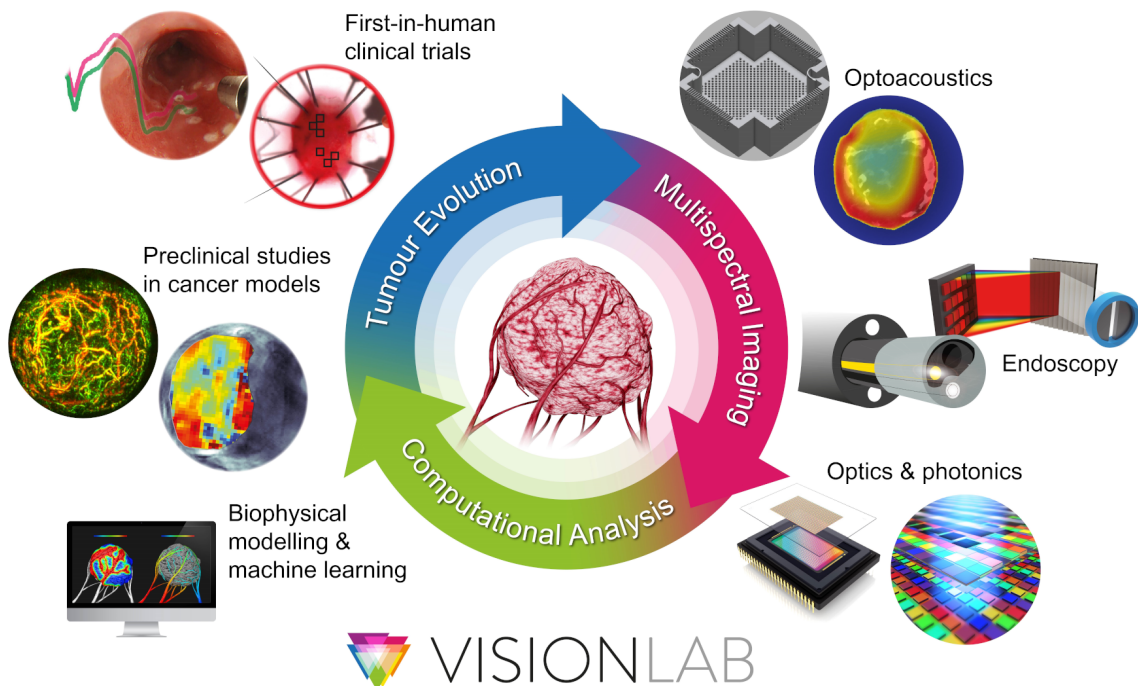 First-in-human
clinical trials
Optoacoustics
Tumour Evolution
Multispectral Imaging
Preclinical studies
in cancer models
Endoscopy
Computational Analysis
Optics & photonics
Biophysical
modelling &
machine learning
VISIONLAB